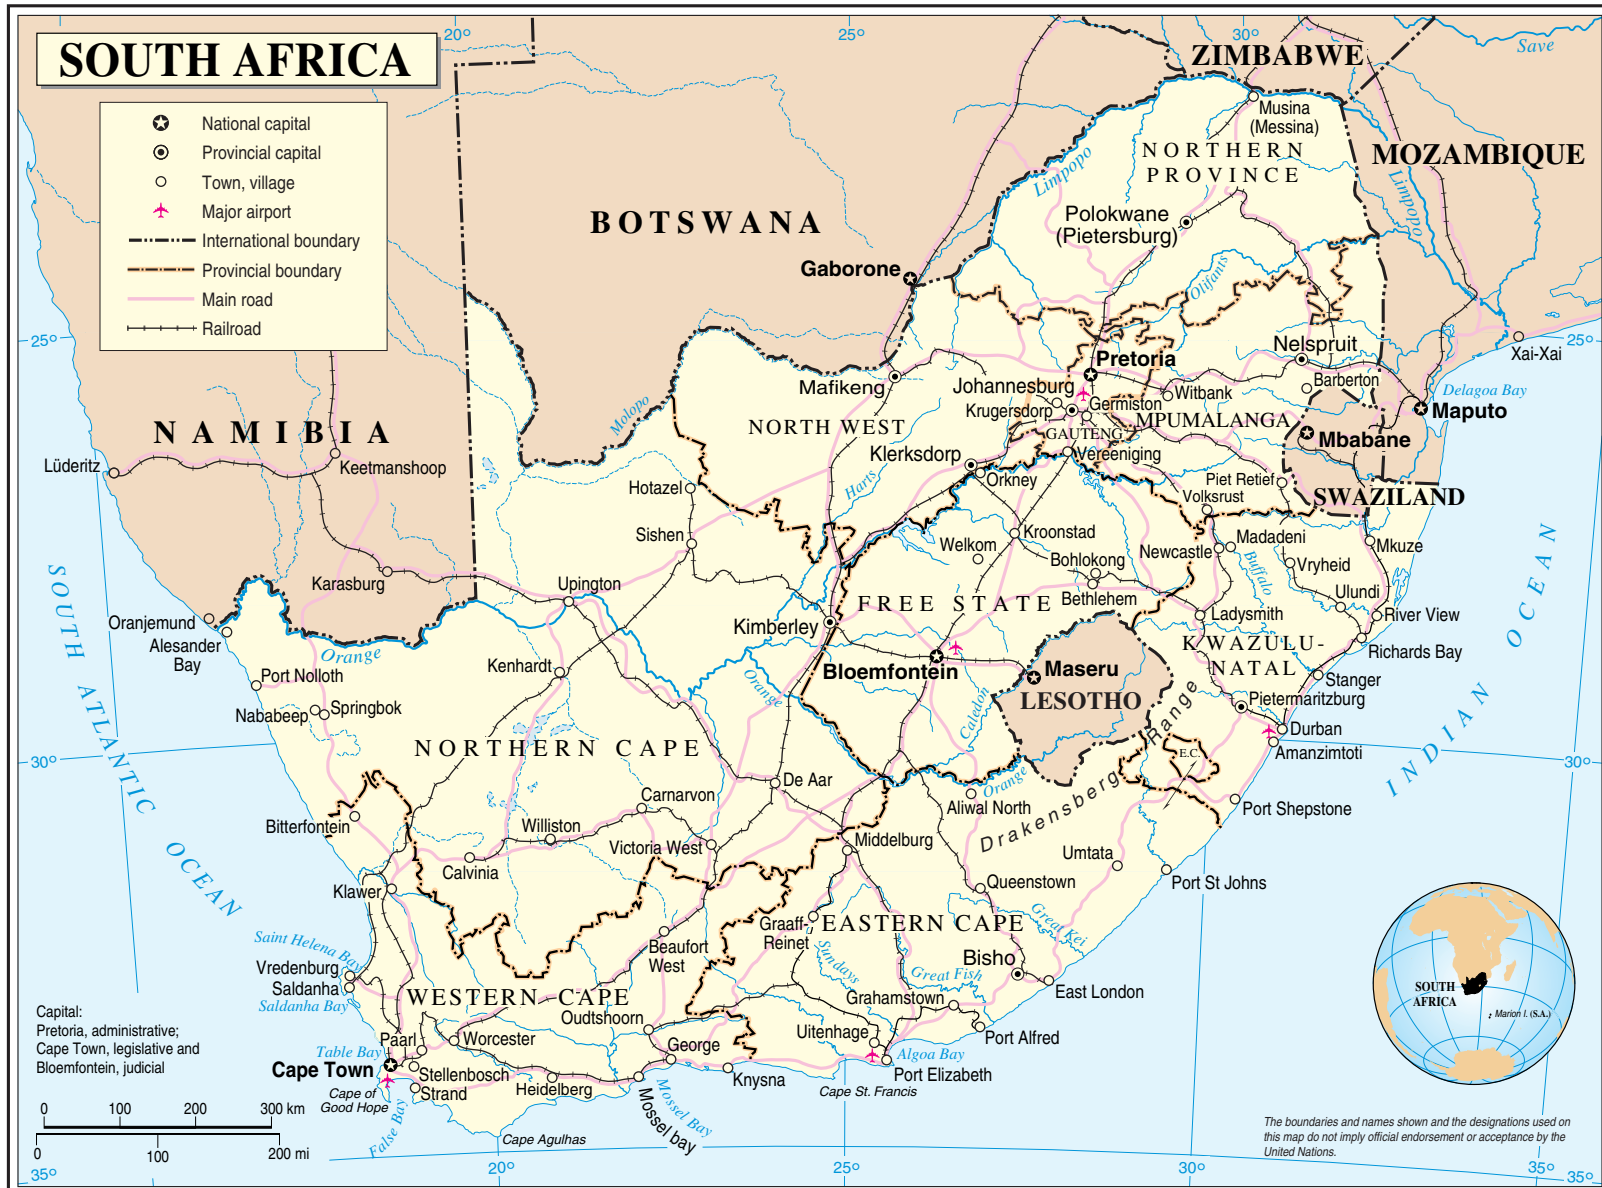 SOUTH AFRICA
National capital
Provincial capital
Town, village
Major airport
International boundary
Provincial boundary
Main road
Railroad
20°
25°
30°
ZIMBABWE
Save
Musina
(Messina)
NORTHERN
PROVINCE
MOZAMBIQUE
Limpopo
Limpopo
BOTSWANA
Polokwane
(Pietersburg)
Gaborone
Olifants
25°
25°
Xai-Xai
Pretoria
Nelspruit
Mafikeng
Johannesburg
Witbank
Barberton
Delagoa Bay
Maputo
Krugersdorp
Germiston
Molopo
NORTH WEST
MPUMALANGA
GAUTENG
Mbabane
NAMIBIA
Lüderitz
Keetmanshoop
Klerksdorp
Vereeniging
Orkney
Harts
Piet Retief
Volksrust
SWAZILAND
Hotazel
Sishen
Kroonstad
Welkom
Bohlokong
Newcastle
Madadeni
Mkuze
Buffalo
Vryheid
Karasburg
Upington
Bethlehem
Ulundi
FREE STATE
Ladysmith
River View
Oranjemund
Alesander
Bay
Orange
Kimberley
KWAZULU-
NATAL
Richards Bay
Kenhardt
Bloemfontein
Maseru
LESOTHO
Stanger
Port Nolloth
Orange
Caledon
Pietermaritzburg
Nababeep
Springbok
Durban
Amanzimtoti
NORTHERN CAPE
E.C.
30°
30°
De Aar
Orange
Drakensberg Range
Carnarvon
Aliwal North
Port Shepstone
Bitterfontein
Williston
Victoria West
Middelburg
Calvinia
Umtata
Klawer
Queenstown
Port St Johns
SOUTH ATLANTIC OCEAN
INDIAN OCEAN
Graaff-
Reinet
EASTERN CAPE
Great Kei
Beaufort
West
Sundays
Saint Helena Bay
Vredenburg
Saldanha
Saldanha Bay
Great Fish
Bisho
East London
WESTERN CAPE
Grahamstown
Oudtshoorn
Uitenhage
Port Alfred
Paarl
Worcester
George
Table Bay
Cape Town
Stellenbosch
Strand
Heidelberg
Knysna
Algoa Bay
Port Elizabeth
Cape St. Francis
Cape of
Good Hope
False Bay
Mossel bay
Mossel Bay
Cape Agulhas
Capital:
Pretoria, administrative;
Cape Town, legislative and
Bloemfontein, judicial
0 100 200 300 km
0 100 200 mi
SOUTH
AFRICA
Marion I. (S.A.)
The boundaries and names shown and the designations used on
this map do not imply official endorsement or acceptance by the
United Nations.
35°
20°
25°
30°
35°
35°